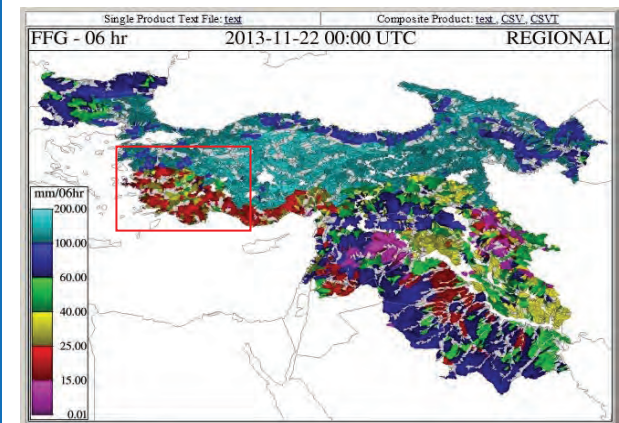 Single Product Text File: text
Composite Product: text , CSV , CSVT
FFG - 06 hr
2013-11-22 00:00 UTC
REGIONAL
mm/06hr
200.00
100.00
60.00
40.00
25.00
15.00
0.01